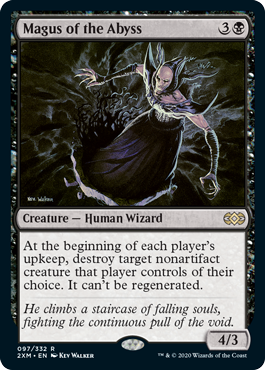 Magus of the Abyss 3
KEV WALKER
Creature — Human Wizard
At the beginning of each player's
upkeep, destroy target nonartifact
creature that player controls of their
choice. It can't be regenerated.
He climbs a staircase of falling souls,
fighting the continuous pull of the void.
4/3
097/332 R
2XM • EN KEV WALKER
™ & © 2020 Wizards of the Coast